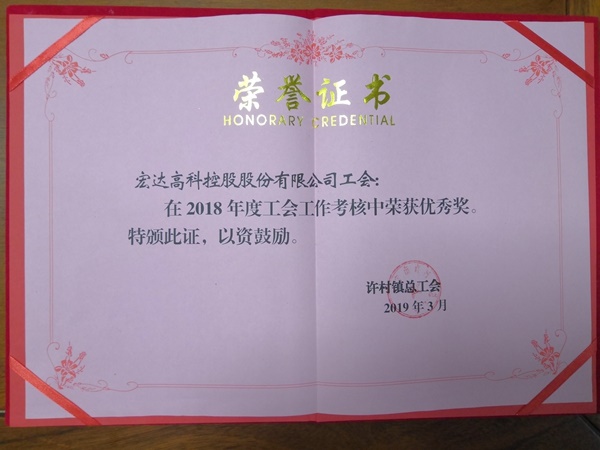 荣誉证书
HONORARY CREDENTIAL
宏达高科控股股份有限公司工会:
在2018年度工会工作考核中荣获优秀奖。
特颁此证，以资鼓励。
许村镇总工会
2019年3月